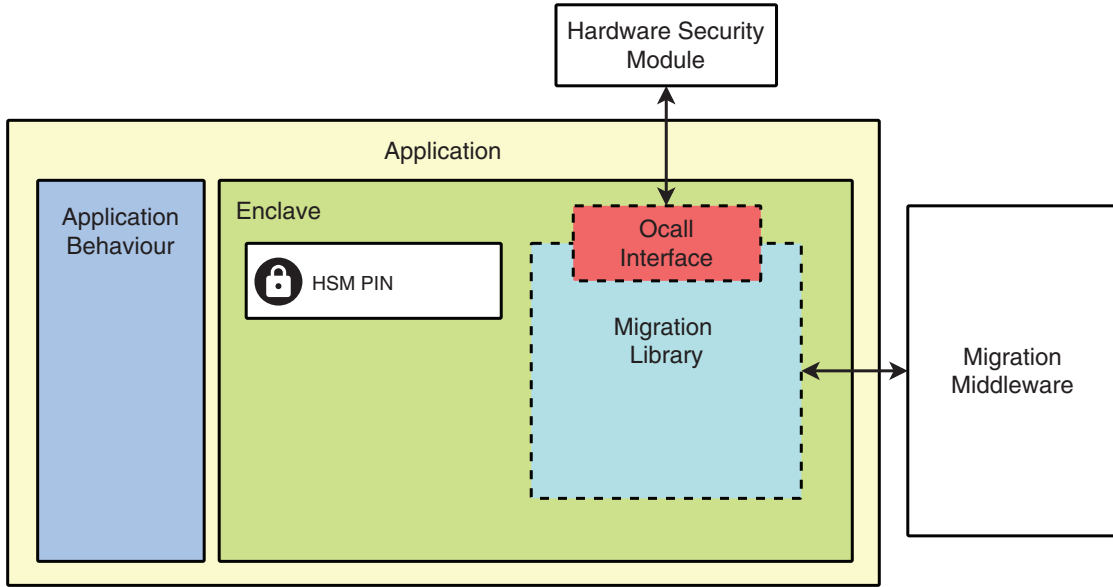 Hardware Security
Module
Application
Application
Behaviour
Enclave
HSM PIN
Ocall
Interface
Migration
Library
Migration
Middleware